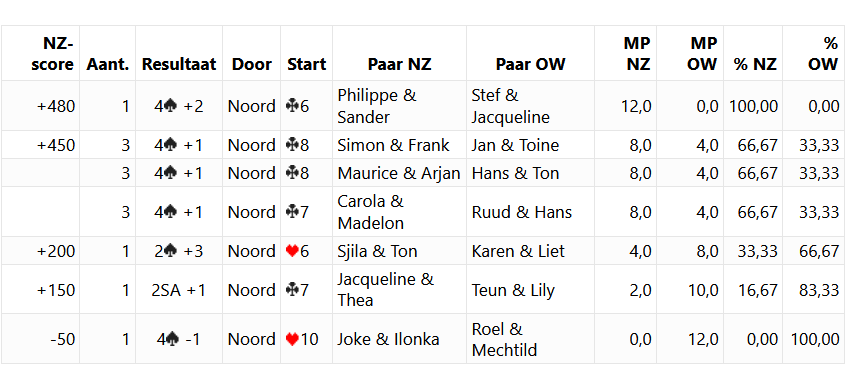 NZ-score Aant. Resultaat Door Start Paar NZ Paar OW MP NZ MP OW % NZ % OW
+480 1 4♠ +2 Noord ♣6 Philippe & Sander Stef & Jacqueline 12,0 0,0 100,00 0,00
+450 3 4♠ +1 Noord ♣8 Simon & Frank Jan & Toine 8,0 4,0 66,67 33,33
3 4♠ +1 Noord ♣8 Maurice & Arjan Hans & Ton 8,0 4,0 66,67 33,33
3 4♠ +1 Noord ♣7 Carola & Madelon Ruud & Hans 8,0 4,0 66,67 33,33
+200 1 2♠ +3 Noord ♥6 Sjila & Ton Karen & Liet 4,0 8,0 33,33 66,67
+150 1 2SA +1 Noord ♣7 Jacqueline & Thea Teun & Lily 2,0 10,0 16,67 83,33
-50 1 4♠ -1 Noord ♥10 Joke & Ilonka Roel & Mechtild 0,0 12,0 0,00 100,00